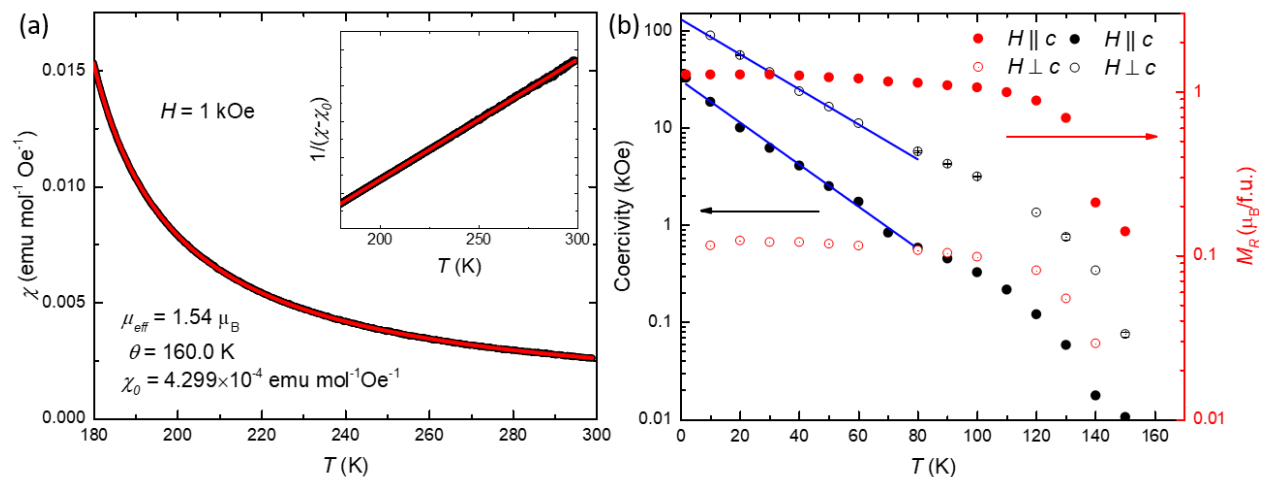 (a)
χ (emu mol⁻¹ Oe⁻¹)
0.015
0.010
0.005
0.000
H = 1 kOe
μeff = 1.54 μB
θ = 160.0 K
χ0 = 4.299×10⁻⁴ emu mol⁻¹Oe⁻¹
180 200 220 240 260 280 300
T (K)
1/(χ-χ0)
200 250 300
T (K)
(b)
Coercivity (kOe)
100
10
1
0.1
0.01
H || c H || c
H ⊥ c H ⊥ c
0 20 40 60 80 100 120 140 160
T (K)
1
0.1
0.01
MR (μB/f.u.)